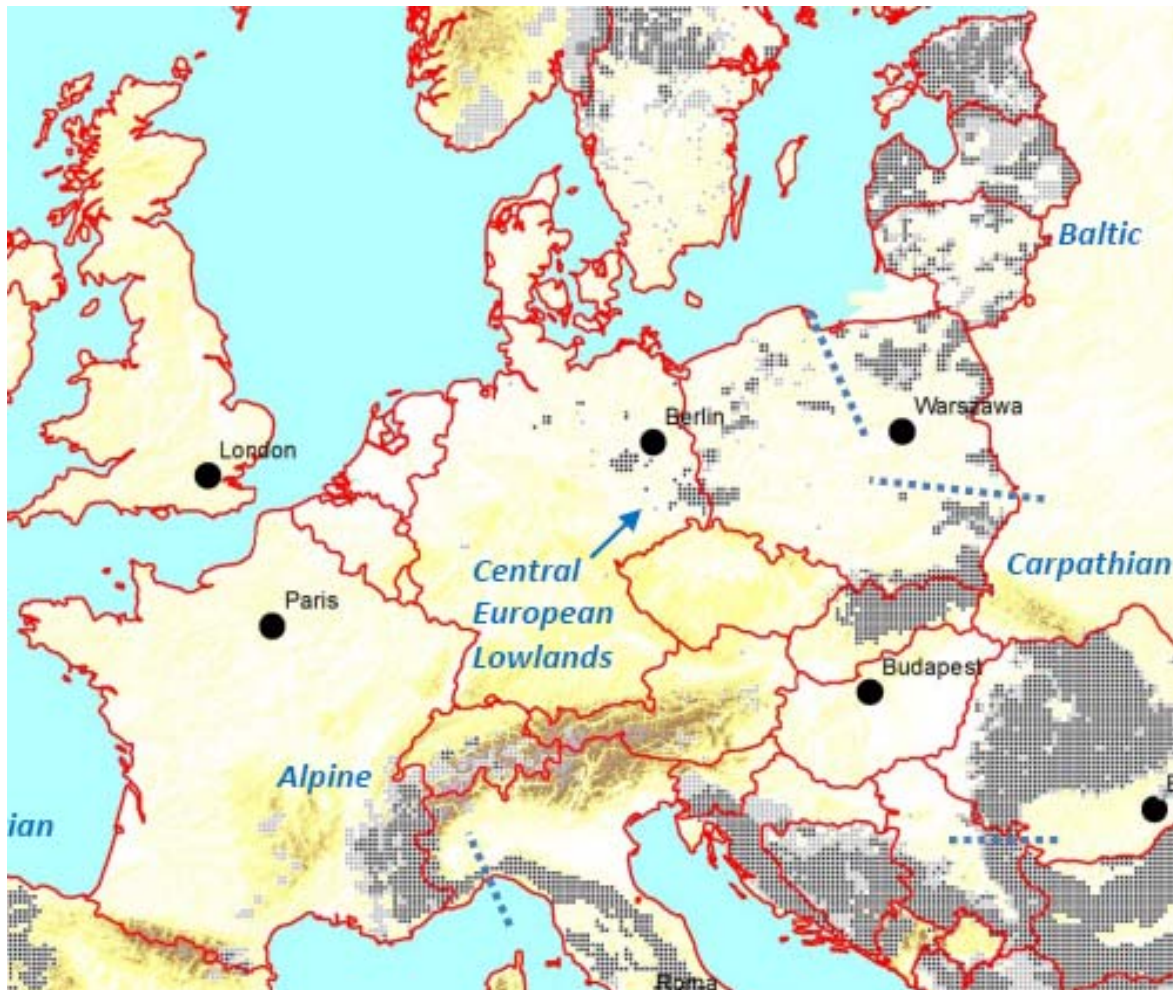 Baltic
Warszawa
Berlin
London
Central
European
Lowlands
Carpathian
Paris
Budapest
Alpine
ian
Roma